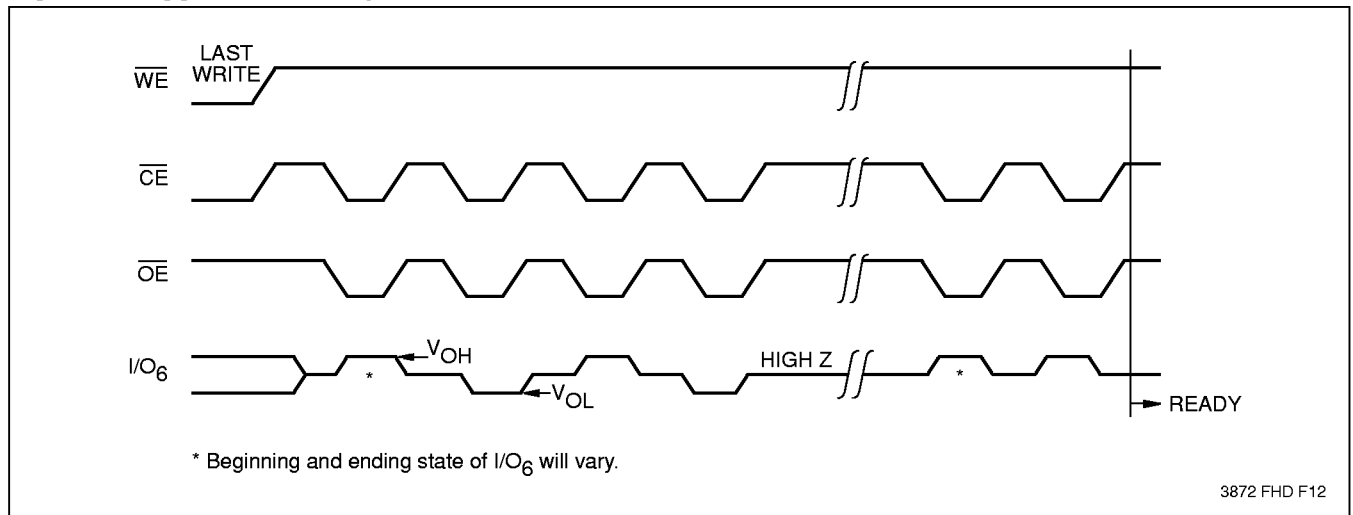 LAST
WRITE
WE
CE
OE
I/O6
VOH
*
VOL
HIGH Z
*
READY
* Beginning and ending state of I/O6 will vary.
3872 FHD F12